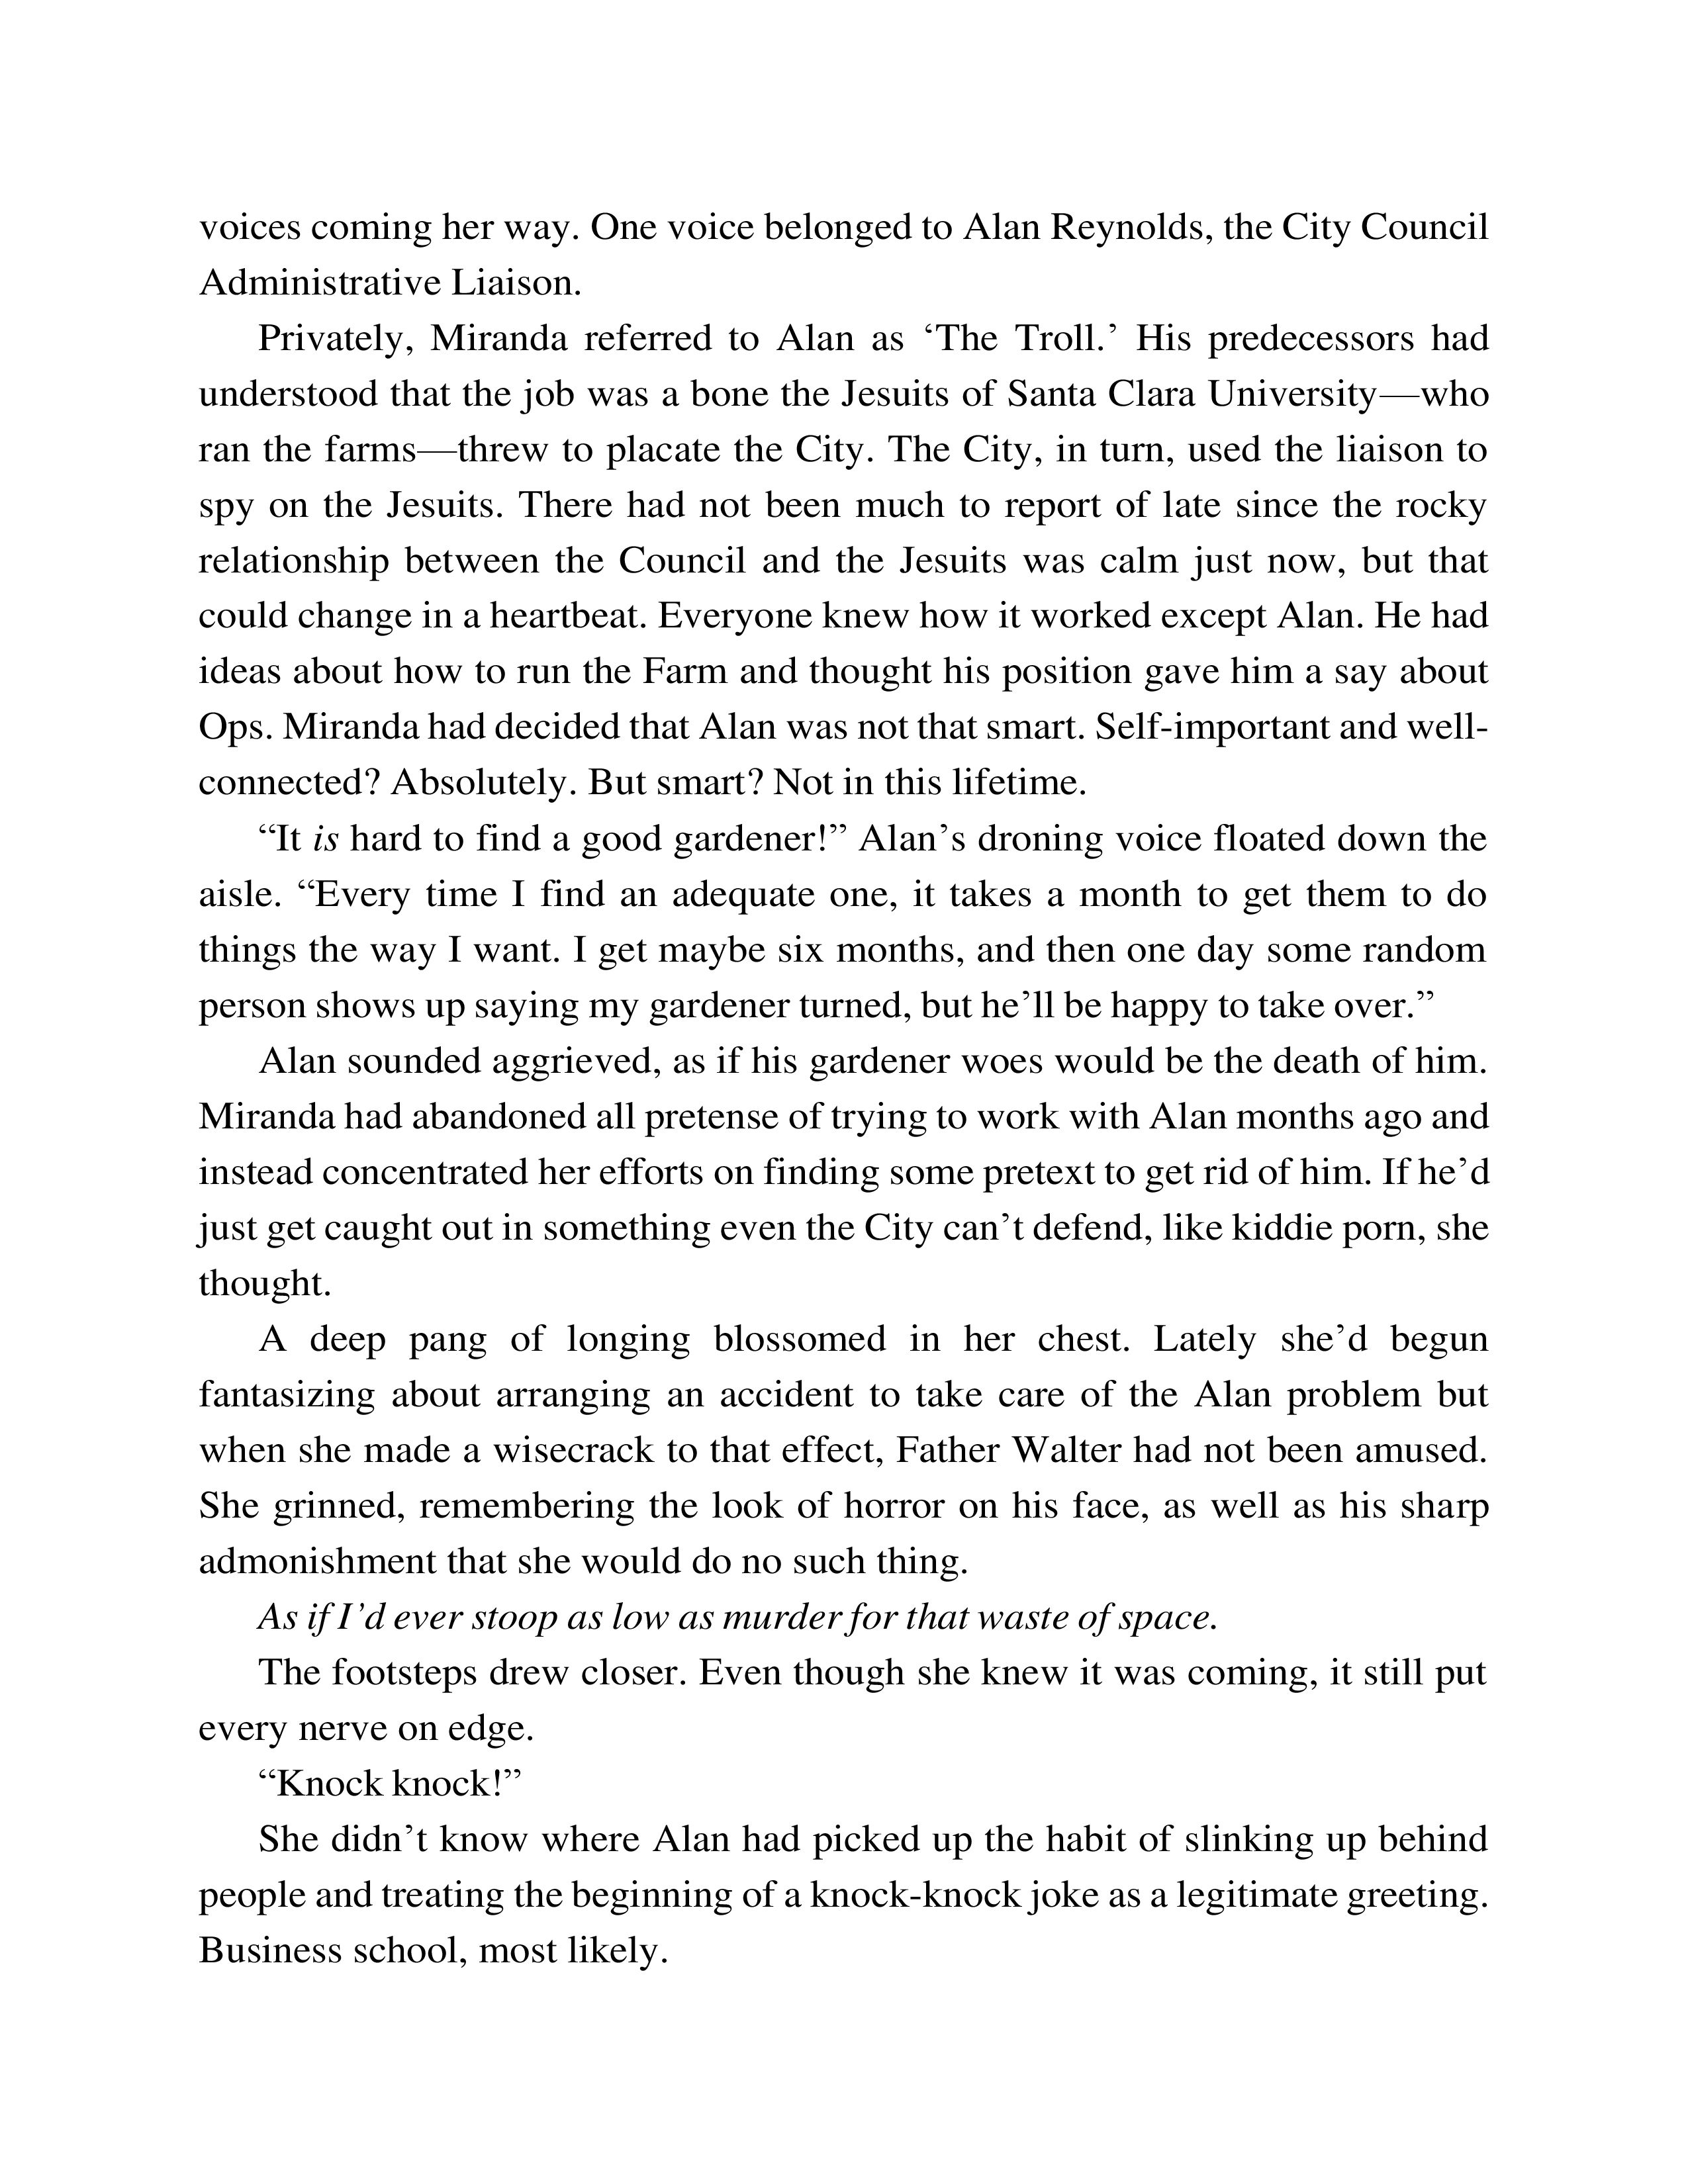 voices coming her way. One voice belonged to Alan Reynolds, the City Council
Administrative Liaison.
Privately, Miranda referred to Alan as ‘The Troll.’ His predecessors had
understood that the job was a bone the Jesuits of Santa Clara University—who
ran the farms—threw to placate the City. The City, in turn, used the liaison to
spy on the Jesuits. There had not been much to report of late since the rocky
relationship between the Council and the Jesuits was calm just now, but that
could change in a heartbeat. Everyone knew how it worked except Alan. He had
ideas about how to run the Farm and thought his position gave him a say about
Ops. Miranda had decided that Alan was not that smart. Self-important and well-
connected? Absolutely. But smart? Not in this lifetime.
“It is hard to find a good gardener!” Alan’s droning voice floated down the
aisle. “Every time I find an adequate one, it takes a month to get them to do
things the way I want. I get maybe six months, and then one day some random
person shows up saying my gardener turned, but he’ll be happy to take over.”
Alan sounded aggrieved, as if his gardener woes would be the death of him.
Miranda had abandoned all pretense of trying to work with Alan months ago and
instead concentrated her efforts on finding some pretext to get rid of him. If he’d
just get caught out in something even the City can’t defend, like kiddie porn, she
thought.
A deep pang of longing blossomed in her chest. Lately she’d begun
fantasizing about arranging an accident to take care of the Alan problem but
when she made a wisecrack to that effect, Father Walter had not been amused.
She grinned, remembering the look of horror on his face, as well as his sharp
admonishment that she would do no such thing.
As if I’d ever stoop as low as murder for that waste of space.
The footsteps drew closer. Even though she knew it was coming, it still put
every nerve on edge.
“Knock knock!”
She didn’t know where Alan had picked up the habit of slinking up behind
people and treating the beginning of a knock-knock joke as a legitimate greeting.
Business school, most likely.